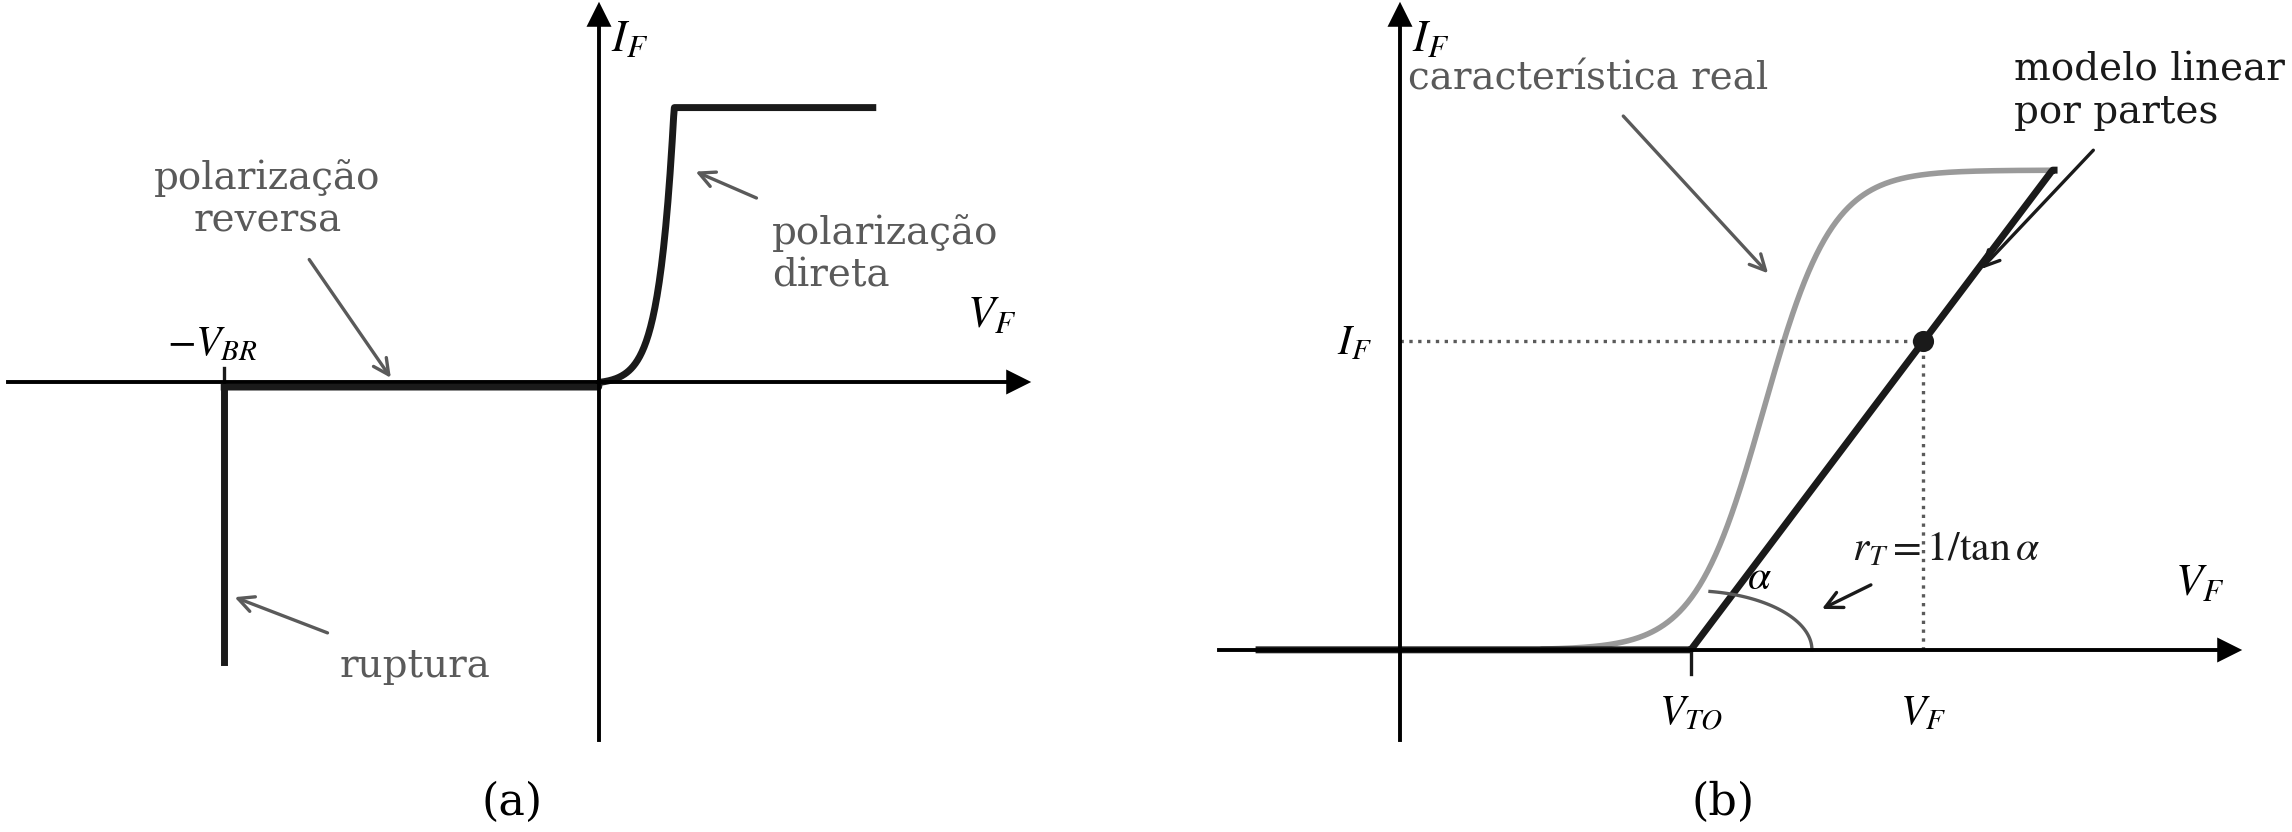 I_F
polarização
reversa
polarização
direta
V_F
−V_BR
ruptura
(a)
I_F
característica real
modelo linear
por partes
I_F
r_T = 1/tan α
α
V_F
V_TO
V_F
(b)